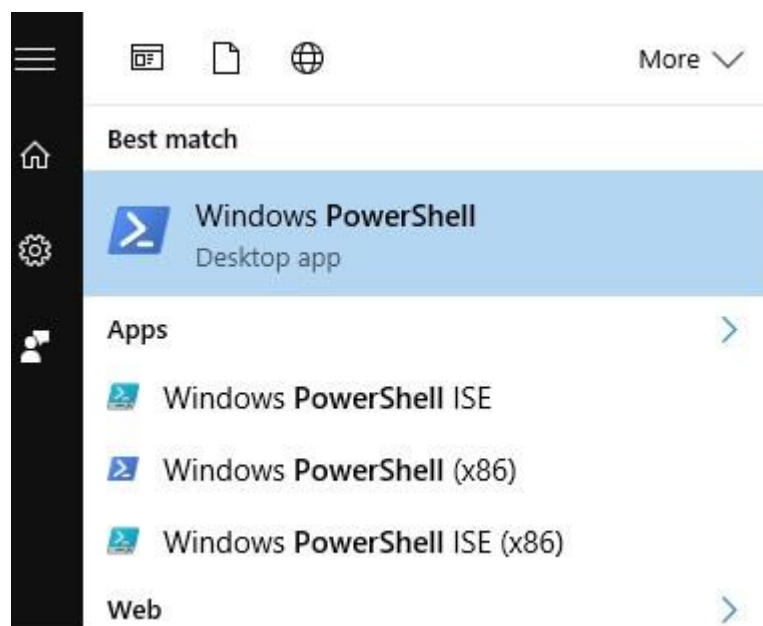 More
Best match
Windows PowerShell
Desktop app
Apps
Windows PowerShell ISE
Windows PowerShell (x86)
Windows PowerShell ISE (x86)
Web